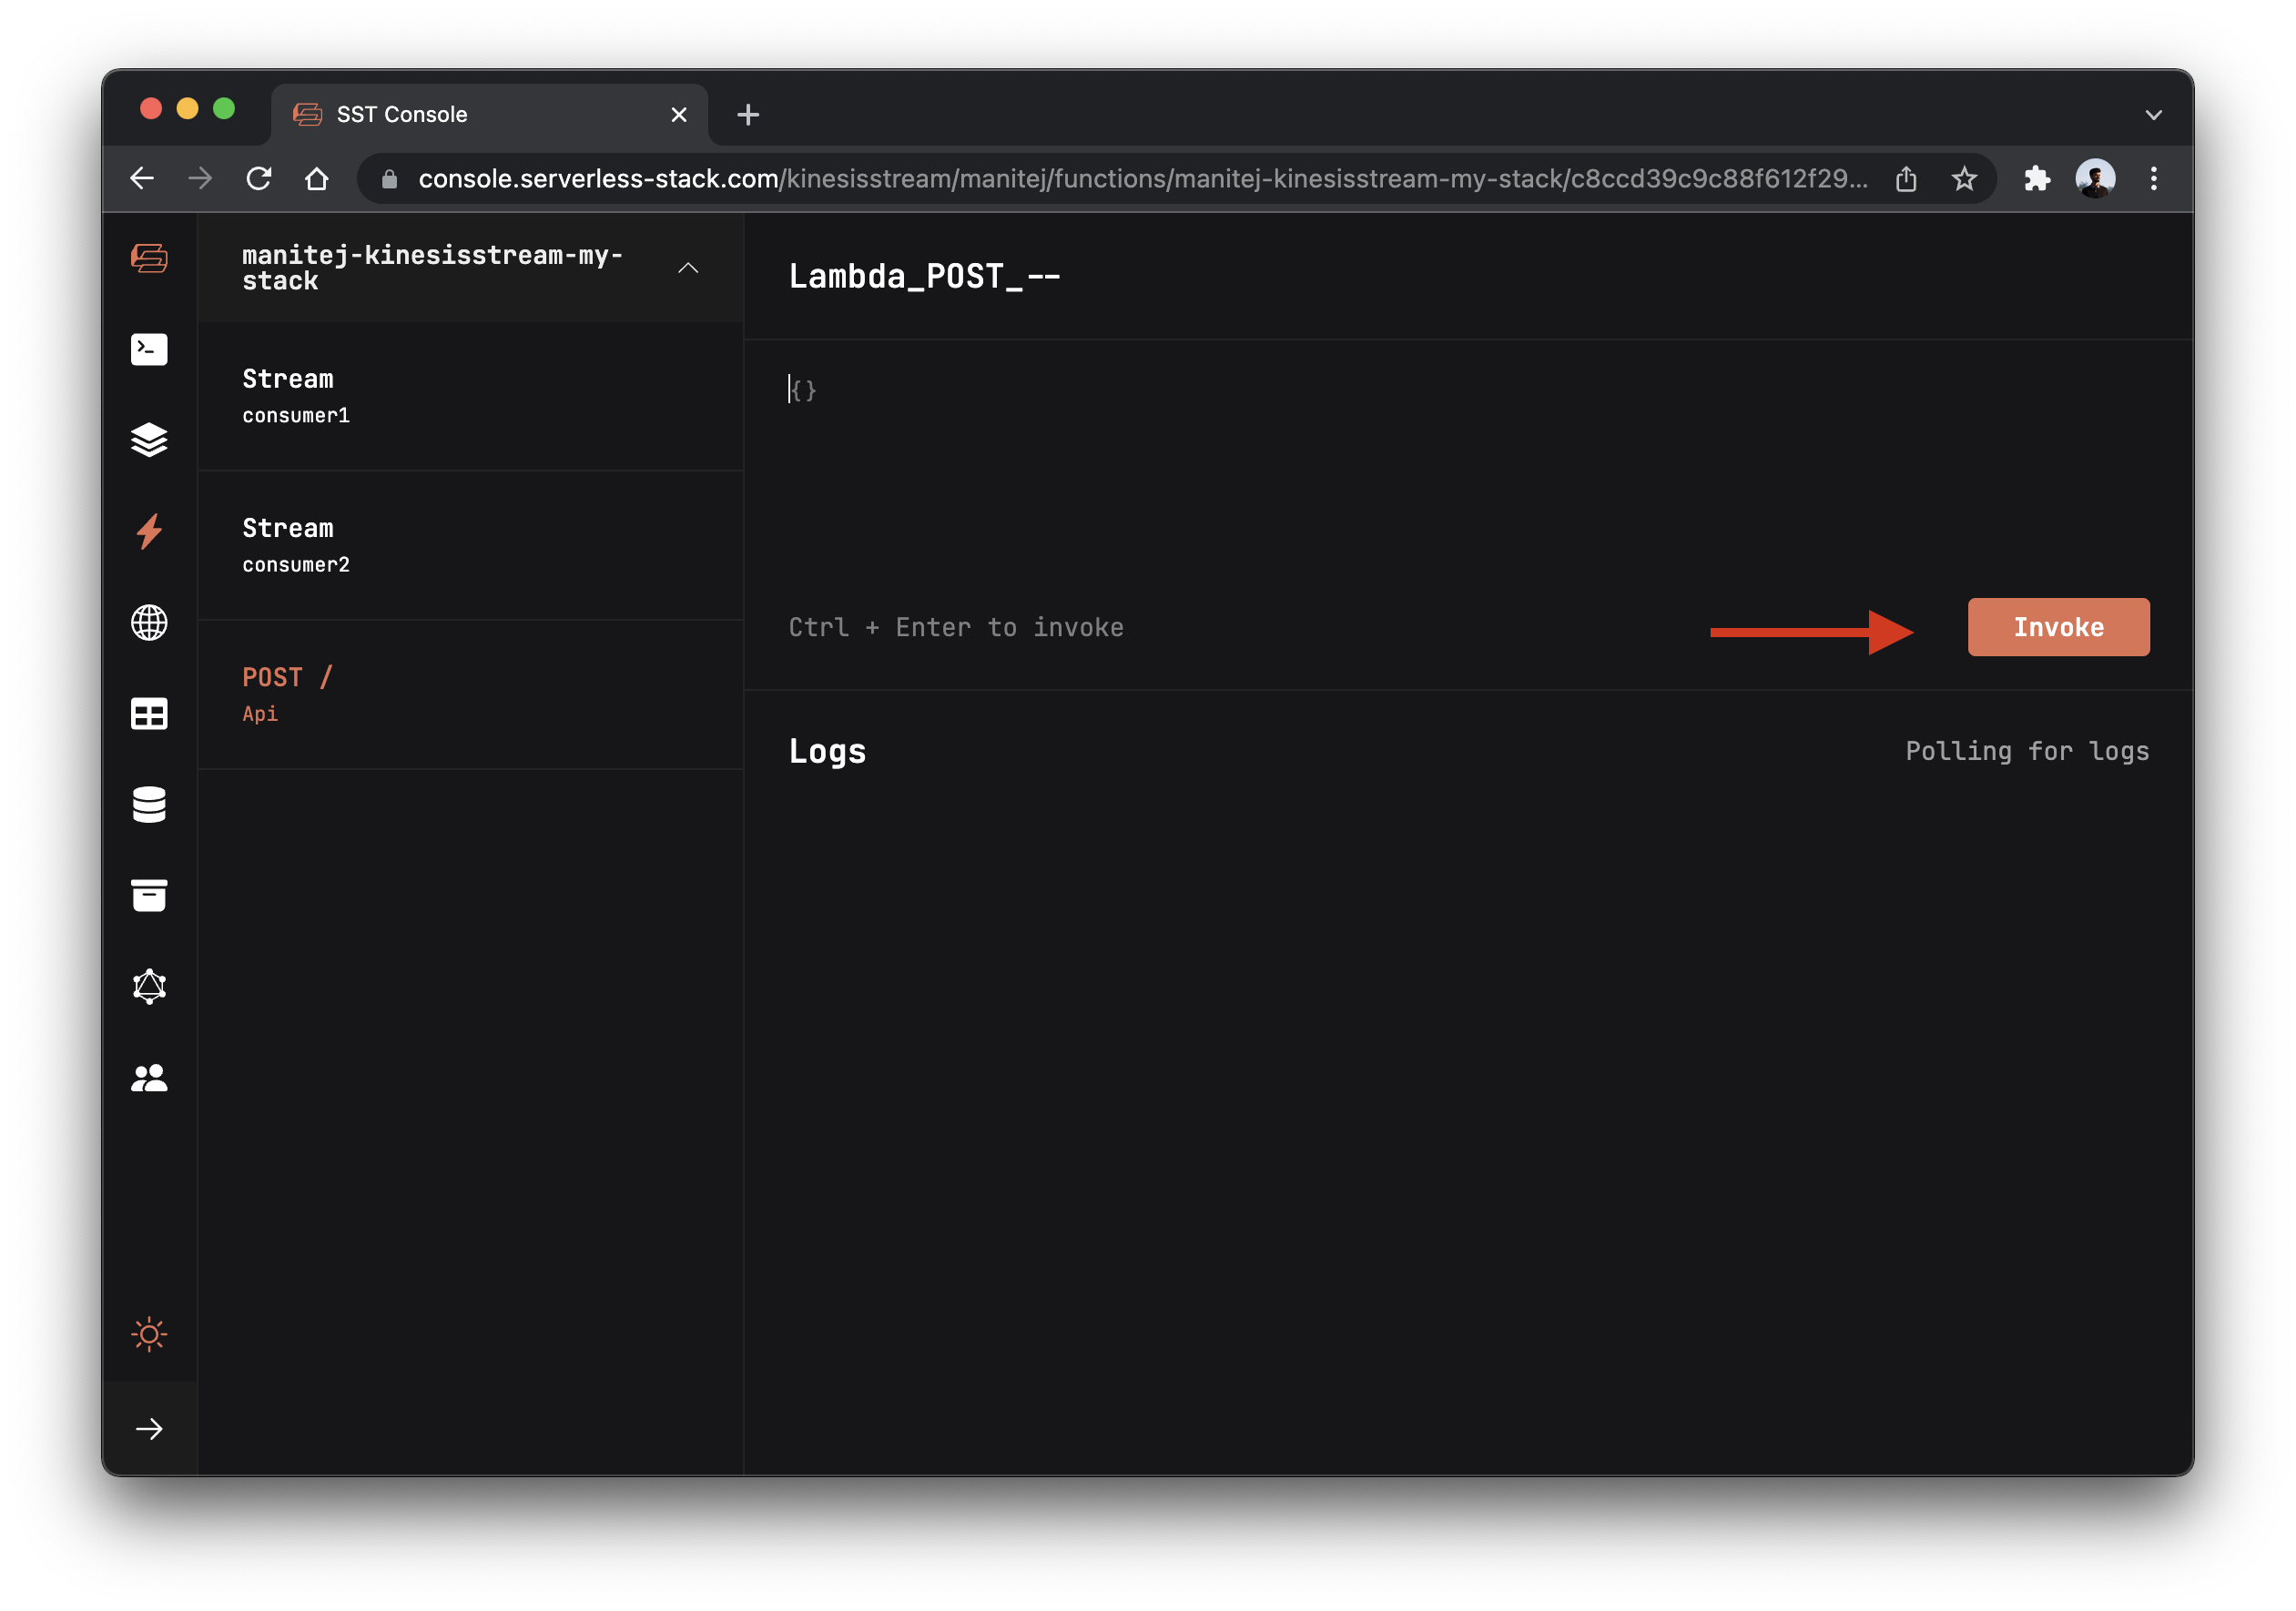 SST Console
console.serverless-stack.com/kinesisstream/manitej/functions/manitej-kinesisstream-my-stack/c8ccd39c9c88f612f29...
manitej-kinesisstream-my-
stack
Stream
consumer1
Stream
consumer2
POST /
Api
Lambda_POST_--
{}
Ctrl + Enter to invoke
Invoke
Logs
Polling for logs